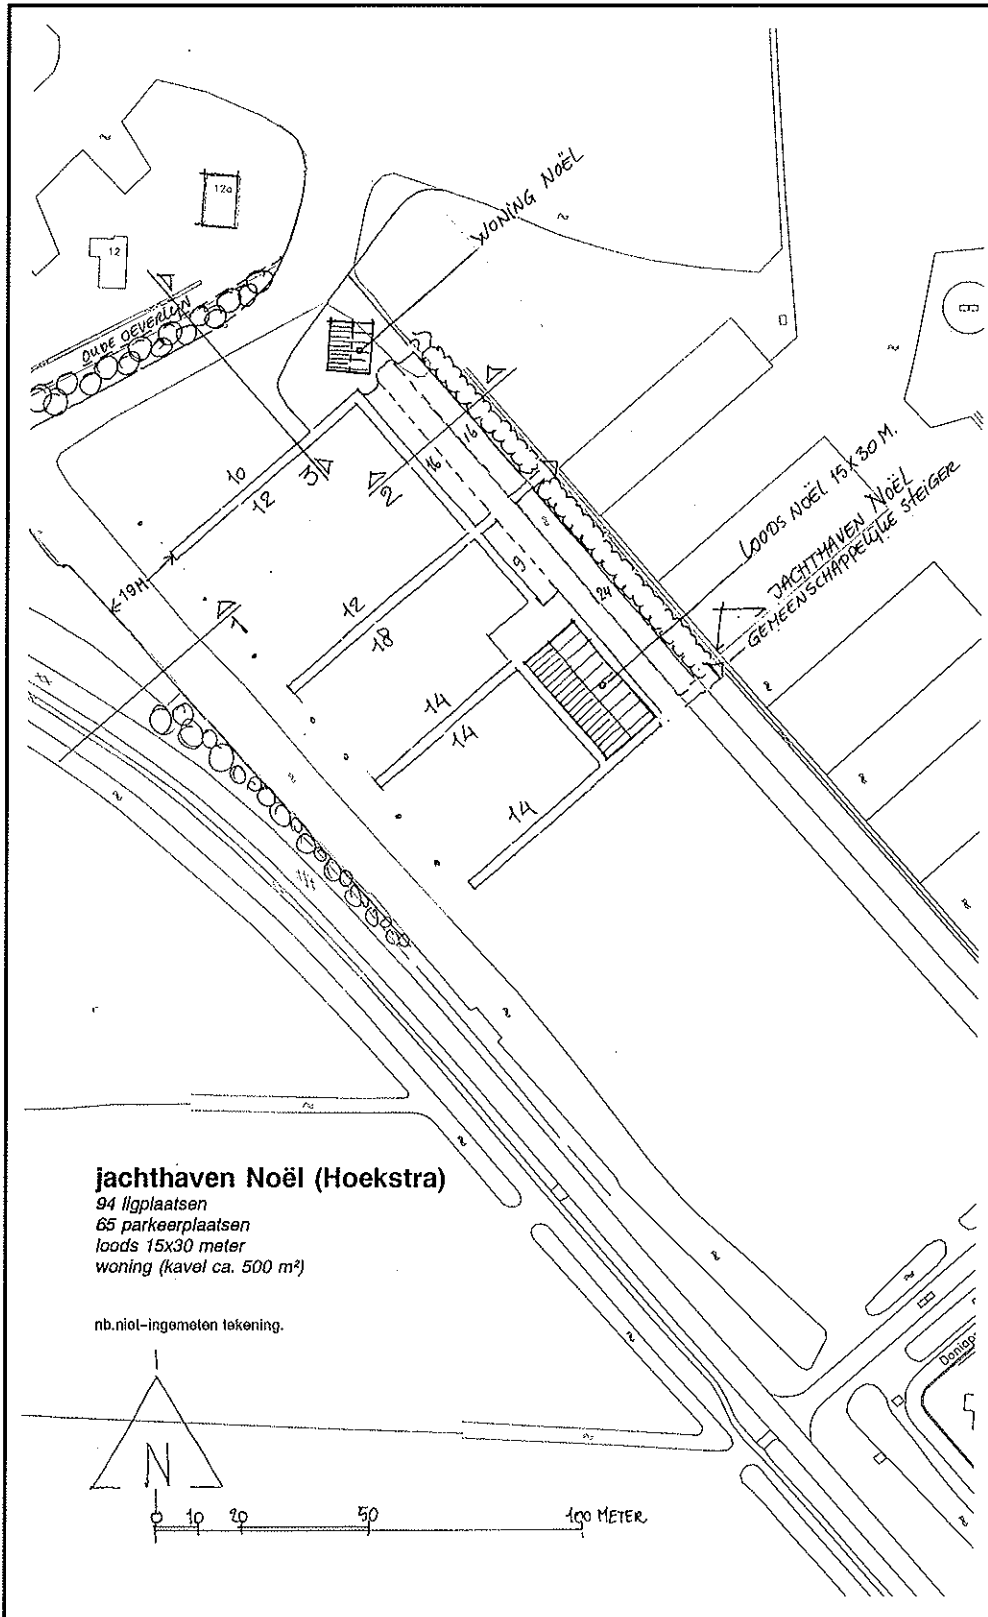 WONING NOËL
12a
12
OUDE OEVERLIJN
10
12
3
2
16
16
LOODS NOËL 15x30 M.
JACHTHAVEN NOËL
GEMEENSCHAPPELIJKE STEIGER
19M
1
12
18
9
24
14
14
14
jachthaven Noël (Hoekstra)
94 ligplaatsen
65 parkeerplaatsen
loods 15x30 meter
woning (kavel ca. 500 m²)
nb.niet-ingemeten tekening.
N
0 10 20 50 100 METER